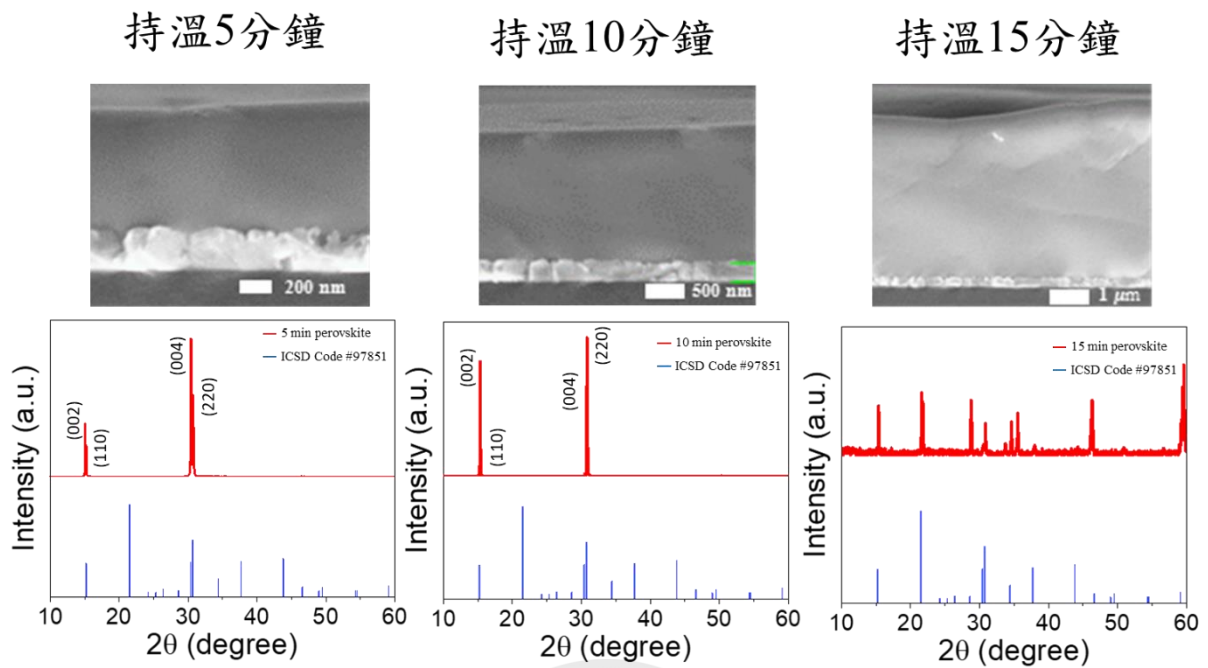 持溫5分鐘
持溫10分鐘
持溫15分鐘
200 nm
500 nm
1 μm
Intensity (a.u.)
5 min perovskite
ICSD Code #97851
(002)
(110)
(004)
(220)
10 20 30 40 50 60
2θ (degree)
Intensity (a.u.)
10 min perovskite
ICSD Code #97851
(002)
(110)
(004)
(220)
10 20 30 40 50 60
2θ (degree)
Intensity (a.u.)
15 min perovskite
ICSD Code #97851
10 20 30 40 50 60
2θ (degree)